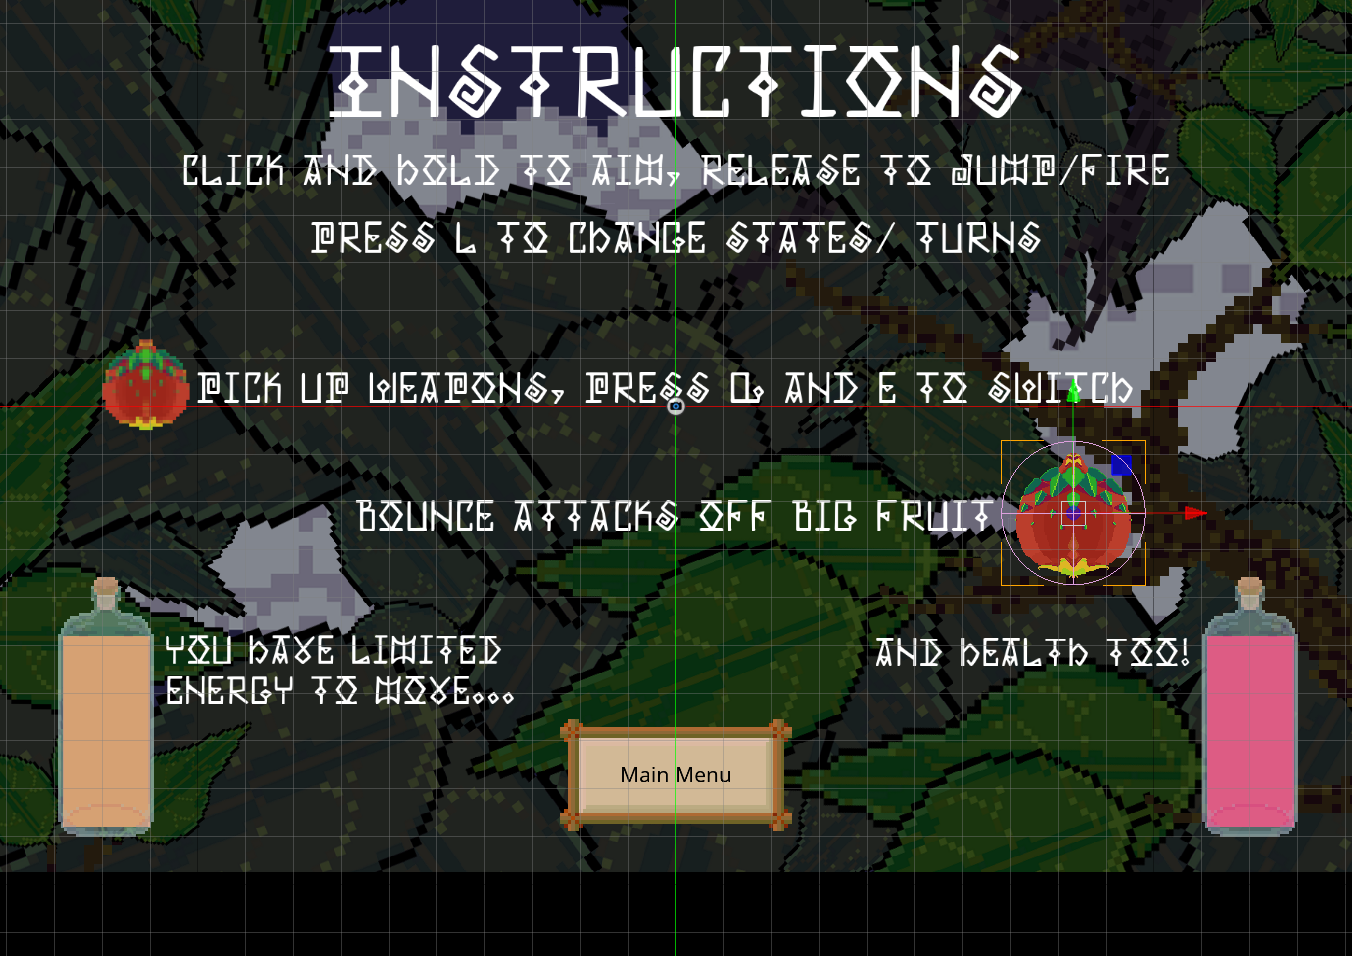 INSTRUCTIONS
CLICK AND HOLD TO AIM, RELEASE TO JUMP/FIRE
PRESS L TO CHANGE STATES/ TURNS
PICK UP WEAPONS, PRESS Q AND E TO SWITCH
BOUNCE ATTACKS OFF BIG FRUIT
YOU HAVE LIMITED
ENERGY TO MOVE...
AND HEALTH TOO!
Main Menu